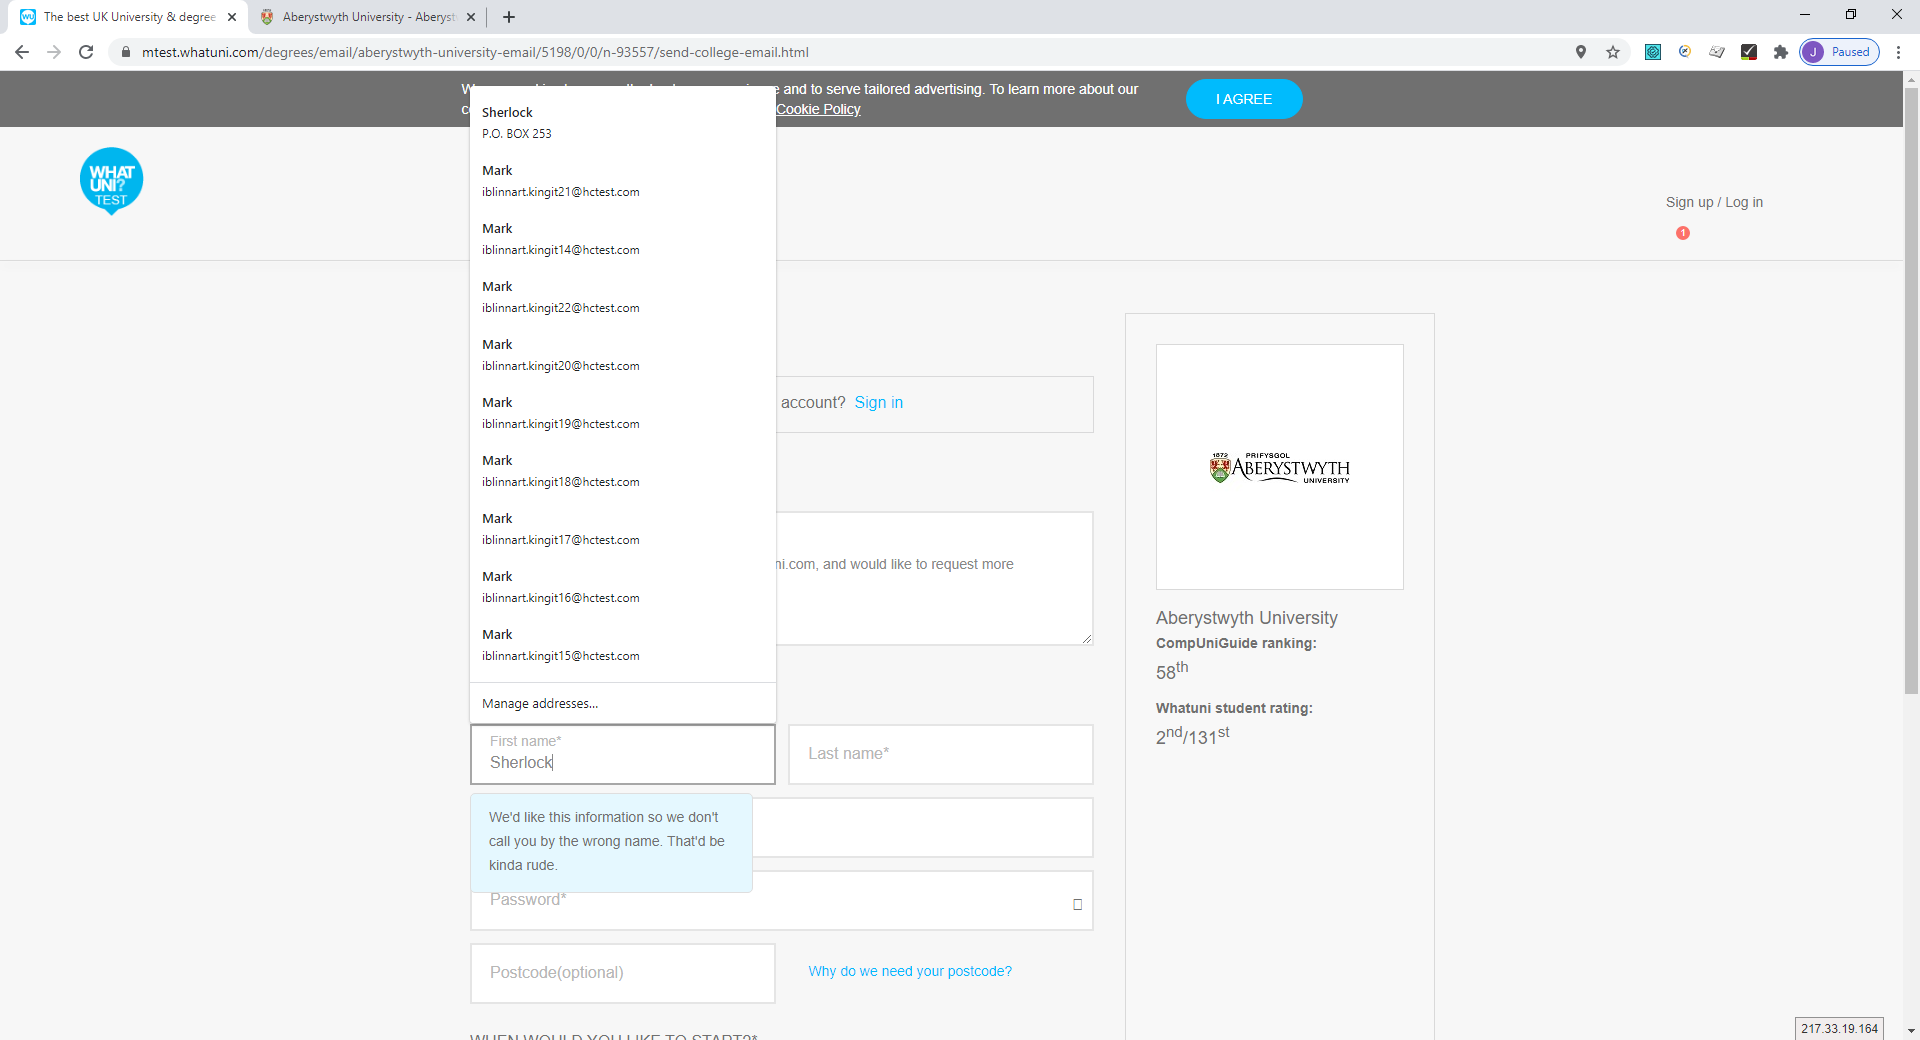 The best UK University & degree
Aberystwyth University - Aberyst
mtest.whatuni.com/degrees/email/aberystwyth-university-email/5198/0/0/n-93557/send-college-email.html
J Paused
and to serve tailored advertising. To learn more about our
Cookie Policy
I AGREE
WHAT
UNI?
TEST
Sign up / Log in
1
Sherlock
P.O. BOX 253
Mark
iblinnart.kingit21@hctest.com
Mark
iblinnart.kingit14@hctest.com
Mark
iblinnart.kingit22@hctest.com
Mark
iblinnart.kingit20@hctest.com
Mark
iblinnart.kingit19@hctest.com
Mark
iblinnart.kingit18@hctest.com
Mark
iblinnart.kingit17@hctest.com
Mark
iblinnart.kingit16@hctest.com
Mark
iblinnart.kingit15@hctest.com
Manage addresses...
account? Sign in
ni.com, and would like to request more
First name*
Sherlock
Last name*
We'd like this information so we don't
call you by the wrong name. That'd be
kinda rude.
Password*
Postcode(optional)
Why do we need your postcode?
WHEN WOULD YOU LIKE TO START?*
1872 PRIFYSGOL
ABERYSTWYTH
UNIVERSITY
Aberystwyth University
CompUniGuide ranking:
58th
Whatuni student rating:
2nd/131st
217.33.19.164